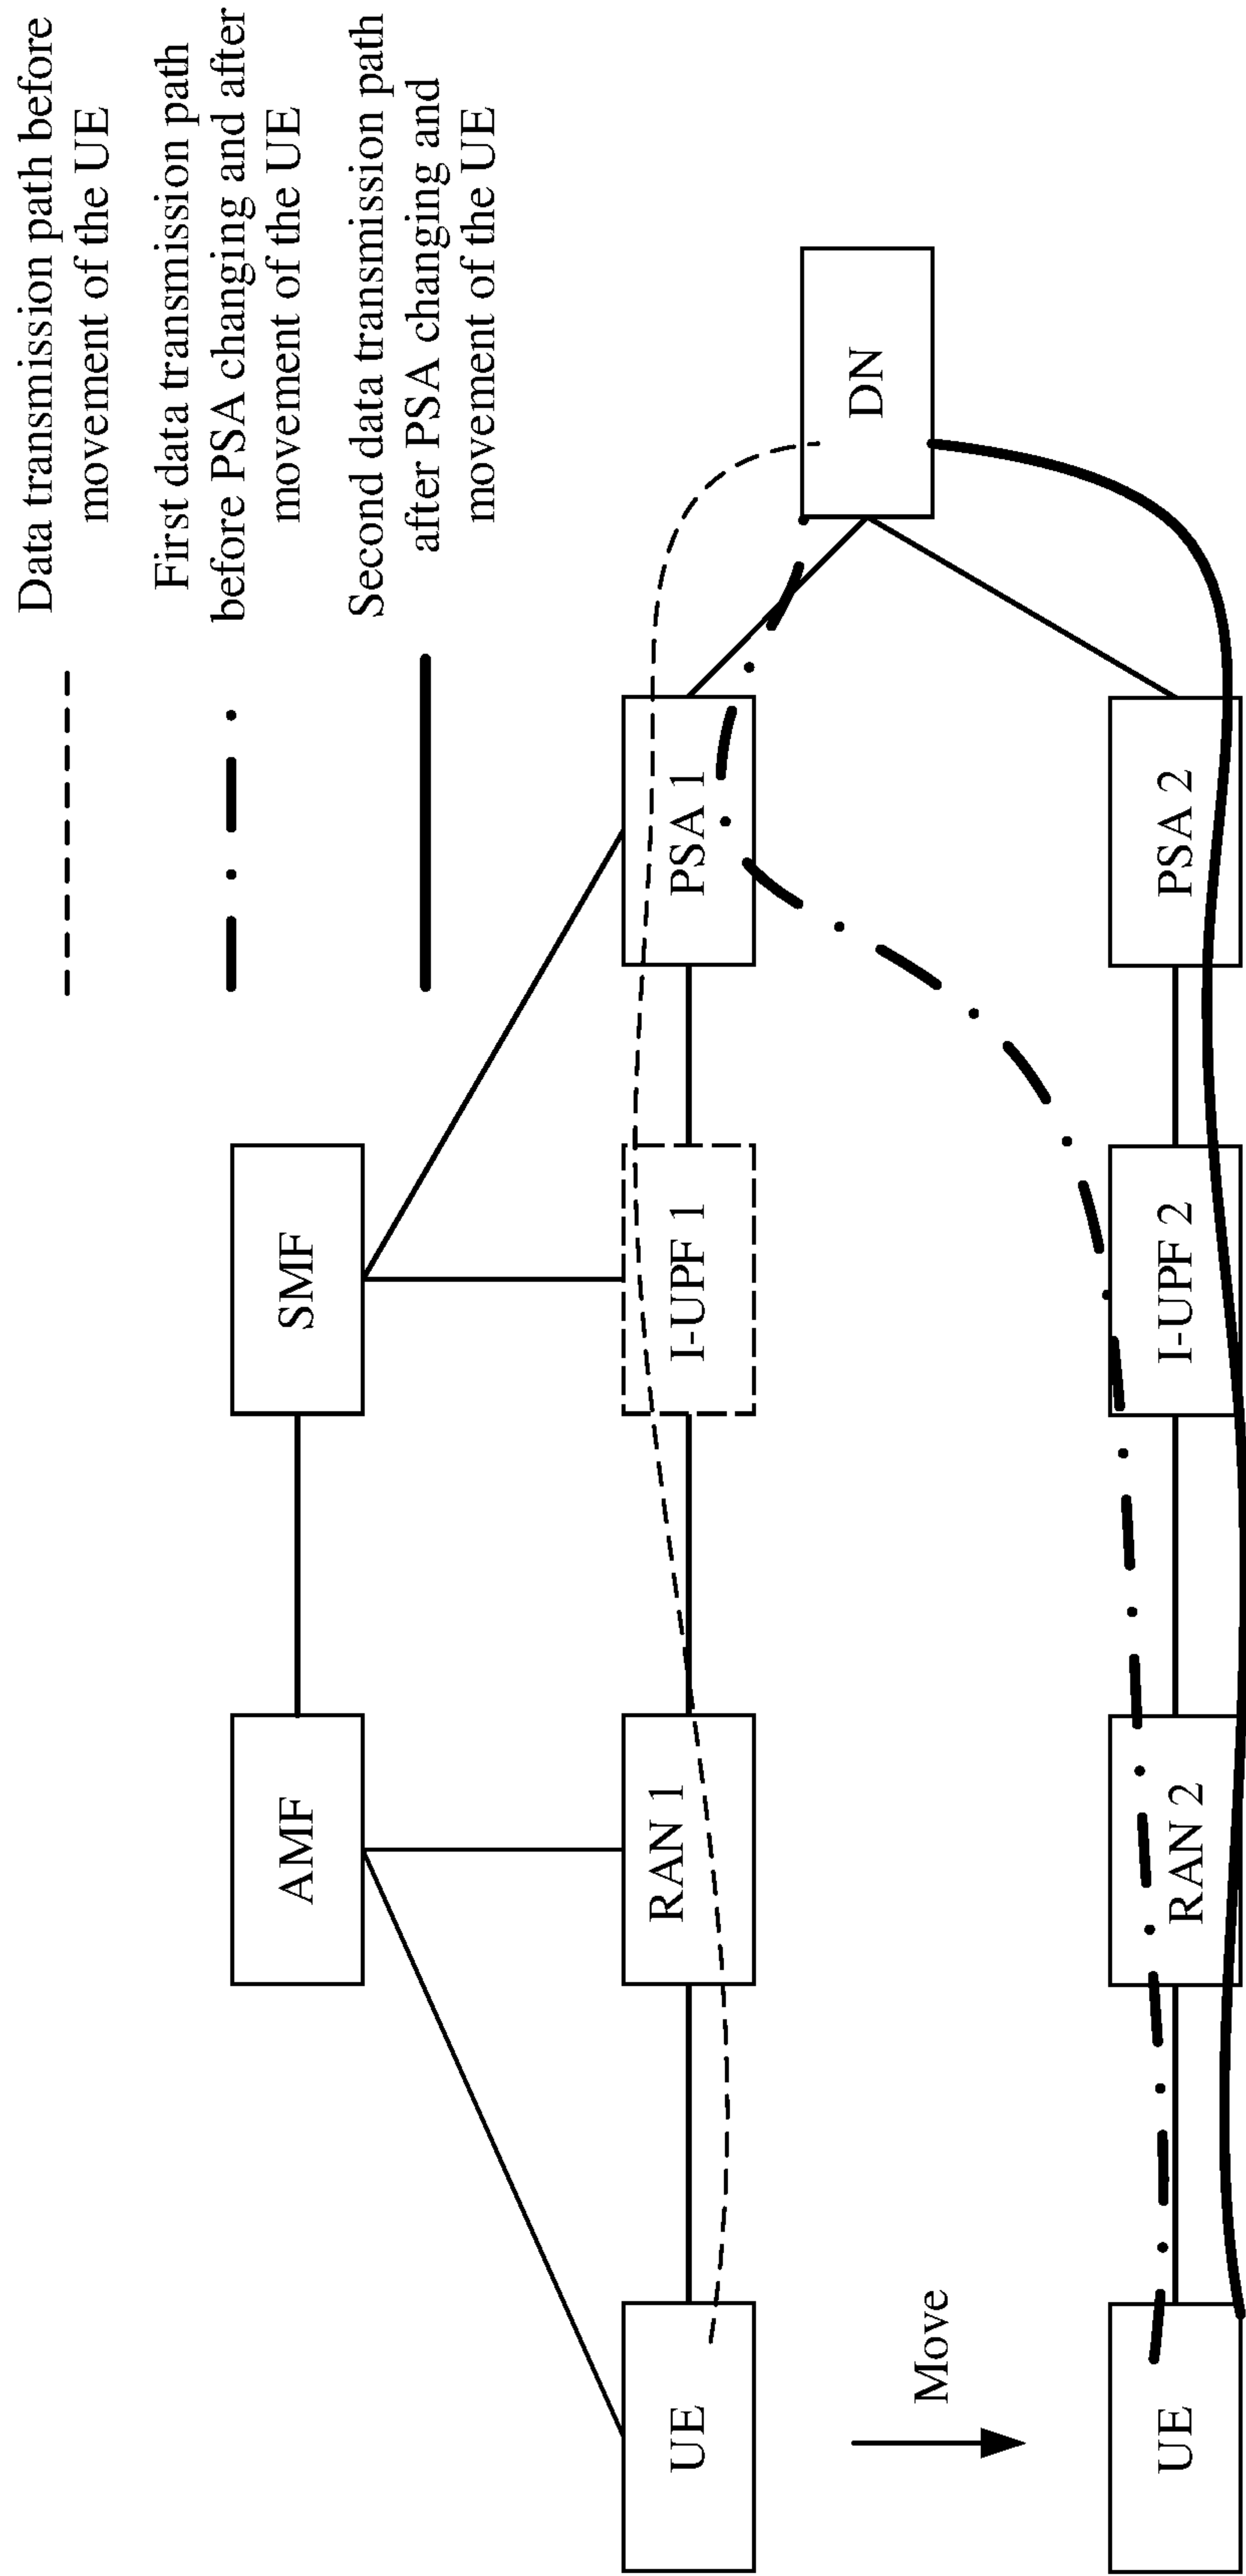 Data transmission path before
movement of the UE
First data transmission path
before PSA changing and after
movement of the UE
Second data transmission path
after PSA changing and
movement of the UE
AMF
SMF
UE
RAN 1
I-UPF 1
PSA 1
DN
Move
UE
RAN 2
I-UPF 2
PSA 2